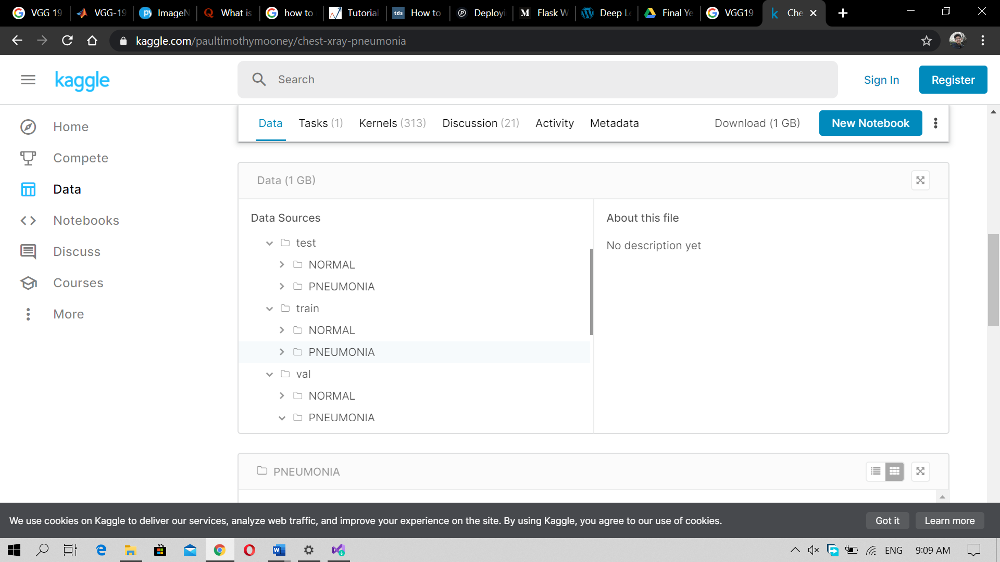 VGG 19
VGG-19
ImageN
What is
how to
Tutorial
tds
How to
Deployi
Flask W
Deep Le
Final Ye
VGG19
Che
kaggle.com/paultimothymooney/chest-xray-pneumonia
kaggle
Search
Sign In
Register
Home
Compete
Data
Notebooks
Discuss
Courses
More
Data
Tasks (1)
Kernels (313)
Discussion (21)
Activity
Metadata
Download (1 GB)
New Notebook
Data (1 GB)
Data Sources
test
NORMAL
PNEUMONIA
train
NORMAL
PNEUMONIA
val
NORMAL
PNEUMONIA
About this file
No description yet
PNEUMONIA
We use cookies on Kaggle to deliver our services, analyze web traffic, and improve your experience on the site. By using Kaggle, you agree to our use of cookies.
Got it
Learn more
ENG
9:09 AM